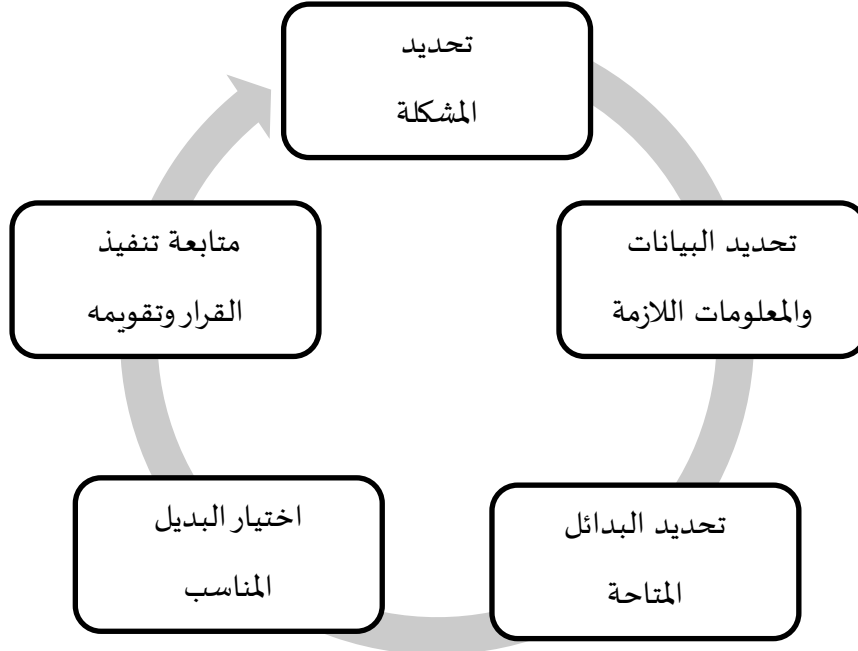 تحديد
المشكلة
تحديد البيانات
والمعلومات اللازمة
تحديد البدائل
المتاحة
اختيار البديل
المناسب
متابعة تنفيذ
القرار وتقويمه